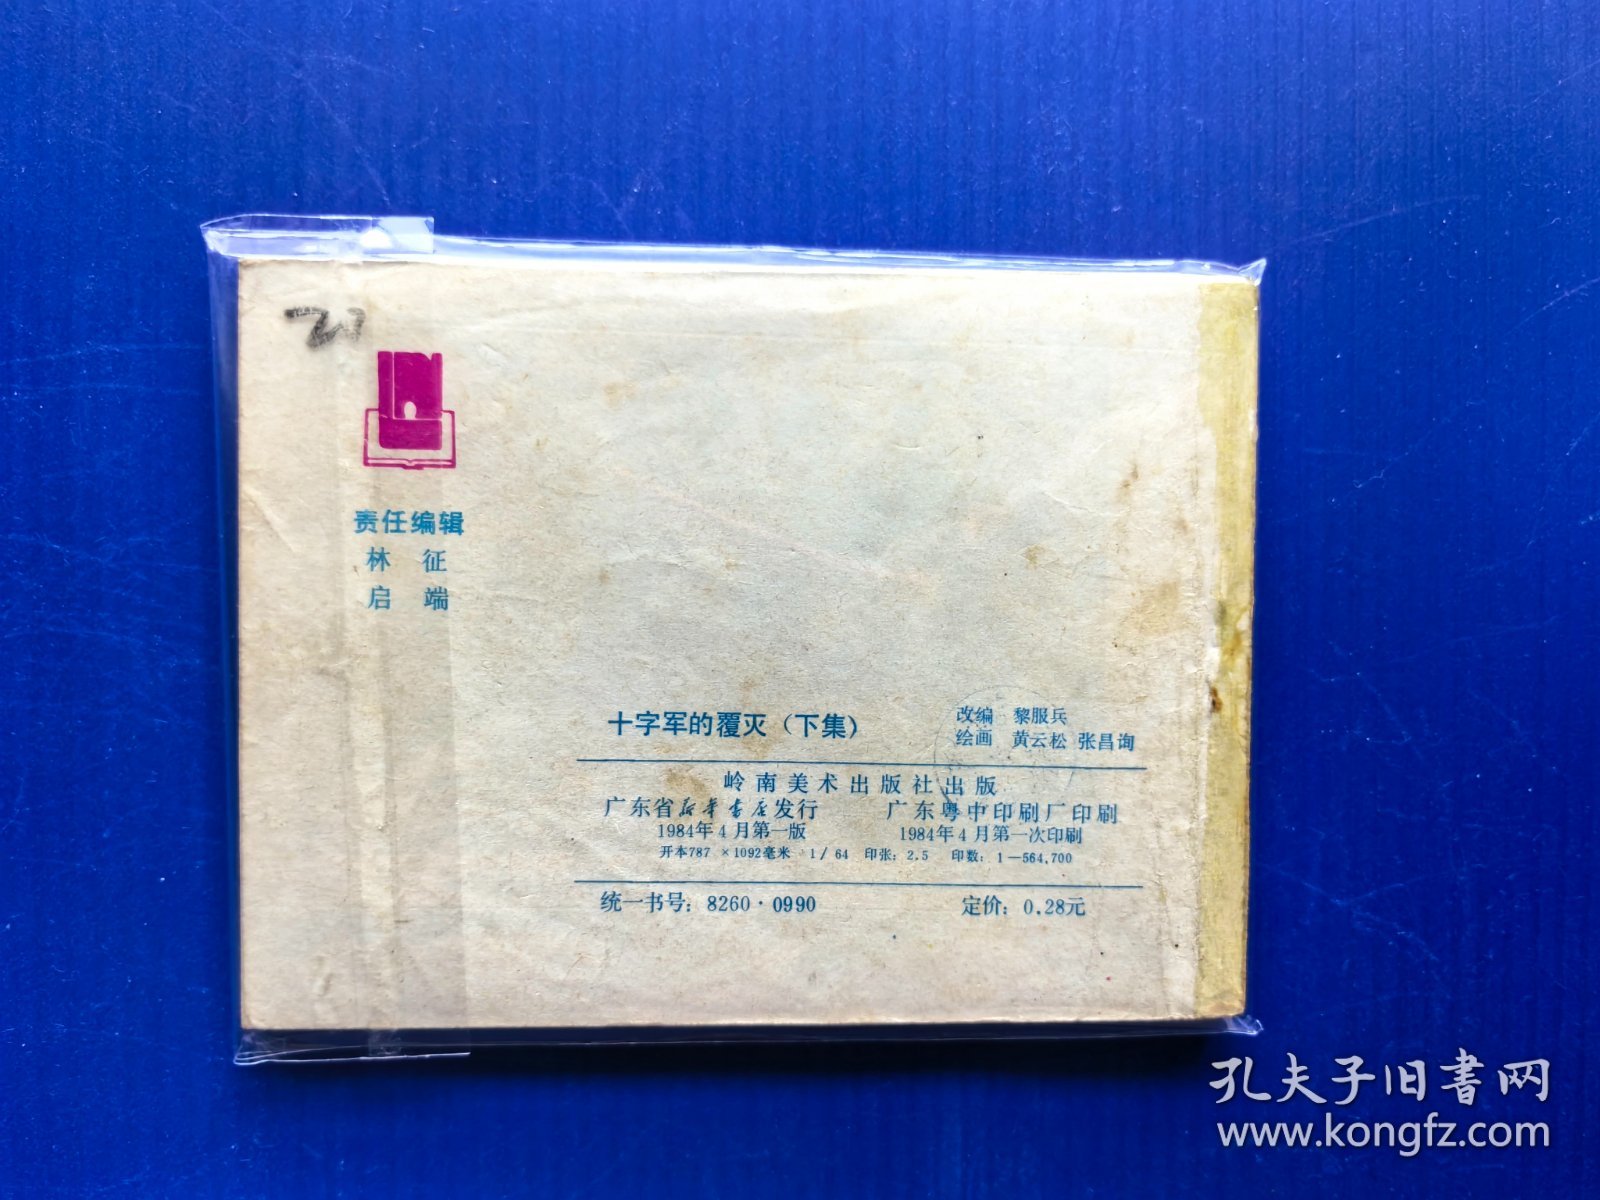 责任编辑
林 征
启 端
十字军的覆灭（下集）
改编 黎服兵
绘画 黄云松 张昌询
岭南美术出版社出版
广东省新华书店发行 广东粤中印刷厂印刷
1984年4月第一版 1984年4月第一次印刷
开本787×1092毫米 1/64 印张：2.5 印数：1—564,700
统一书号：8260·0990 定价：0.28元
孔夫子旧书网
www.kongfz.com